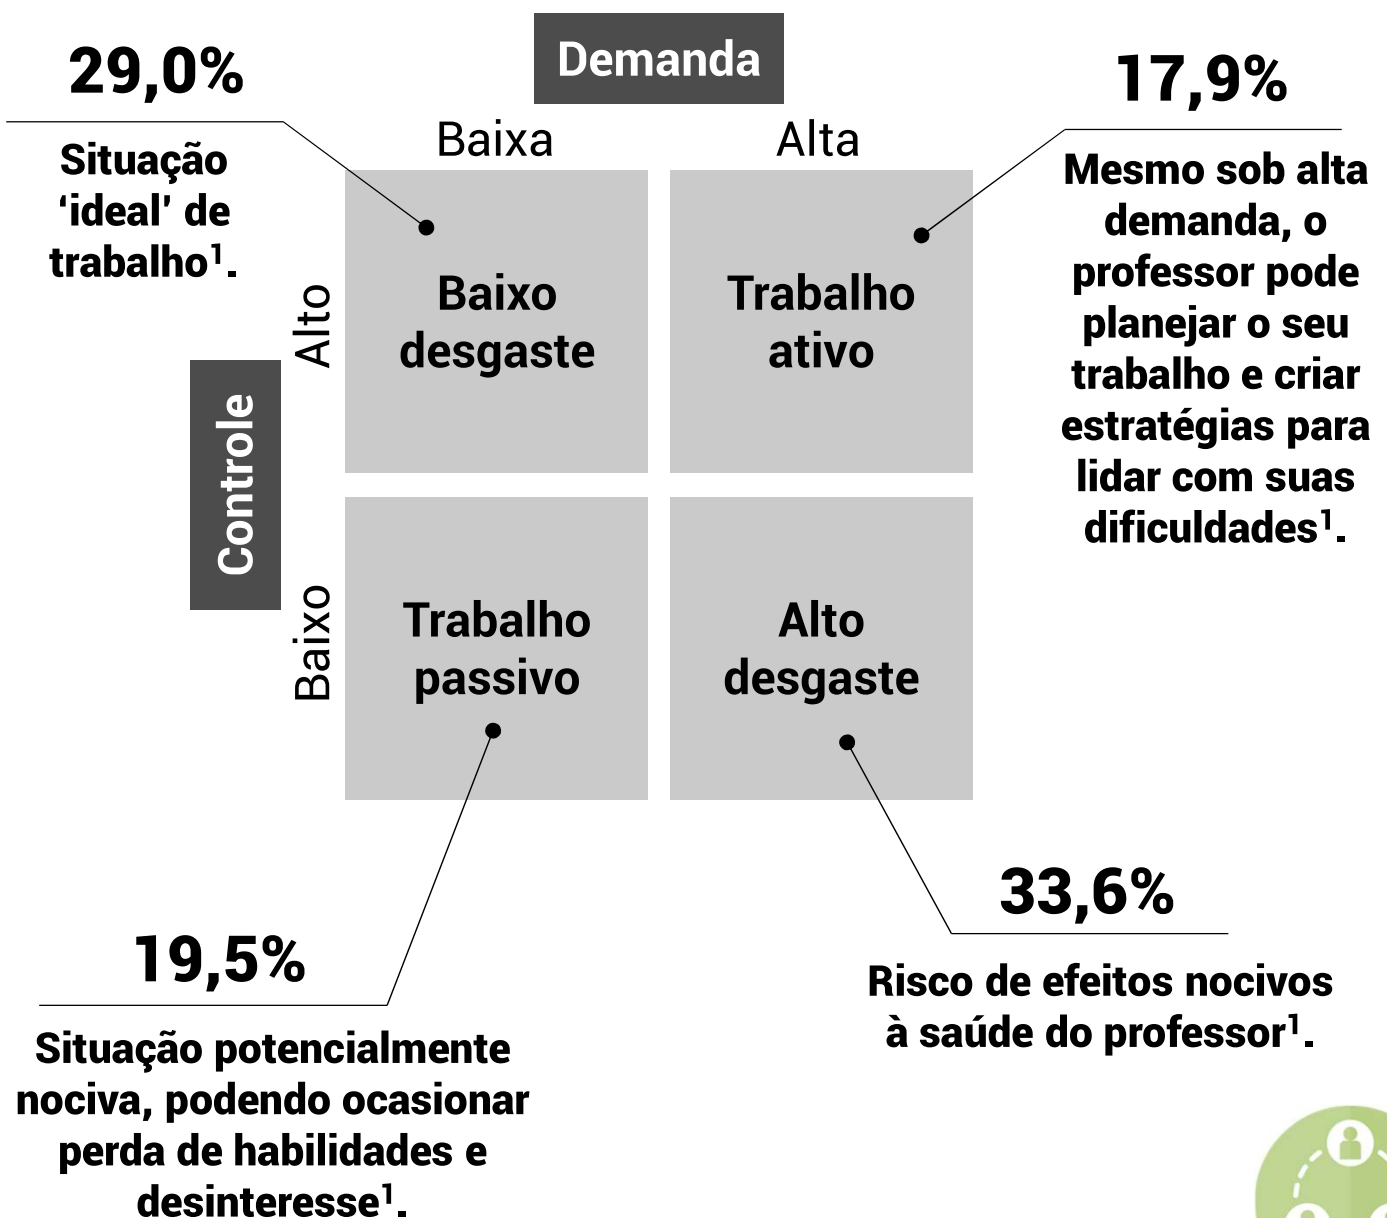 Demanda
Baixa
Alta
29,0%
Situação
‘ideal’ de
trabalho¹.
17,9%
Mesmo sob alta
demanda, o
professor pode
planejar o seu
trabalho e criar
estratégias para
lidar com suas
dificuldades¹.
Controle
Alto
Baixo
desgaste
Trabalho
ativo
Baixo
Trabalho
passivo
Alto
desgaste
19,5%
Situação potencialmente
nociva, podendo ocasionar
perda de habilidades e
desinteresse¹.
33,6%
Risco de efeitos nocivos
à saúde do professor¹.